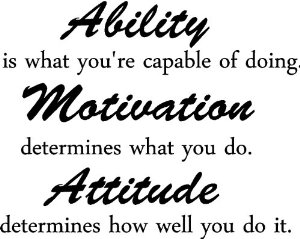 Ability
is what you're capable of doing.
Motivation
determines what you do.
Attitude
determines how well you do it.